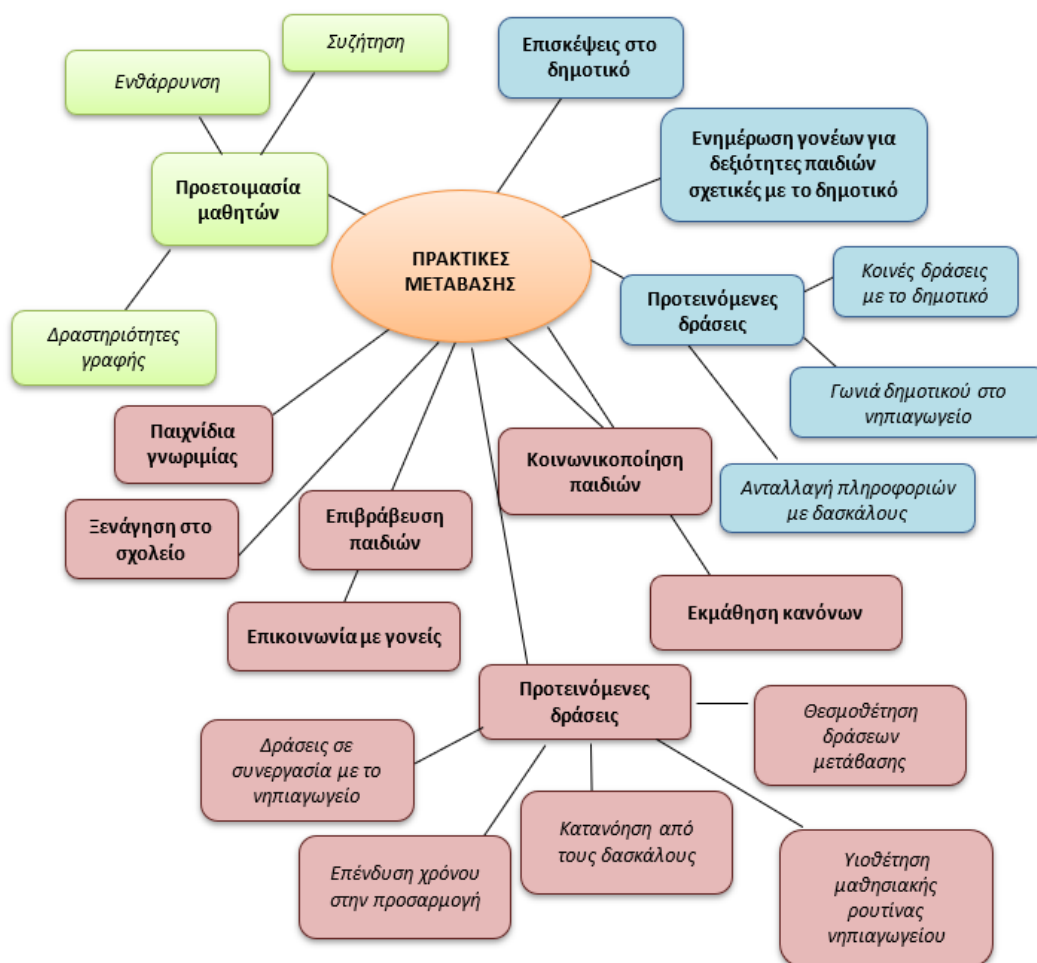 Συζήτηση
Ενθάρρυνση
Προετοιμασία
μαθητών
Δραστηριότητες
γραφής
Επισκέψεις στο
δημοτικό
Ενημέρωση γονέων για
δεξιότητες παιδιών
σχετικές με το δημοτικό
ΠΡΑΚΤΙΚΕΣ
ΜΕΤΑΒΑΣΗΣ
Προτεινόμενες
δράσεις
Κοινές δράσεις
με το δημοτικό
Γωνιά δημοτικού στο
νηπιαγωγείο
Ανταλλαγή πληροφοριών
με δασκάλους
Παιχνίδια
γνωριμίας
Ξενάγηση στο
σχολείο
Επιβράβευση
παιδιών
Επικοινωνία με γονείς
Κοινωνικοποίηση
παιδιών
Εκμάθηση κανόνων
Προτεινόμενες
δράσεις
Δράσεις σε
συνεργασία με το
νηπιαγωγείο
Επένδυση χρόνου
στην προσαρμογή
Κατανόηση από
τους δασκάλους
Θεσμοθέτηση
δράσεων
μετάβασης
Υιοθέτηση
μαθησιακής
ρουτίνας
νηπιαγωγείου